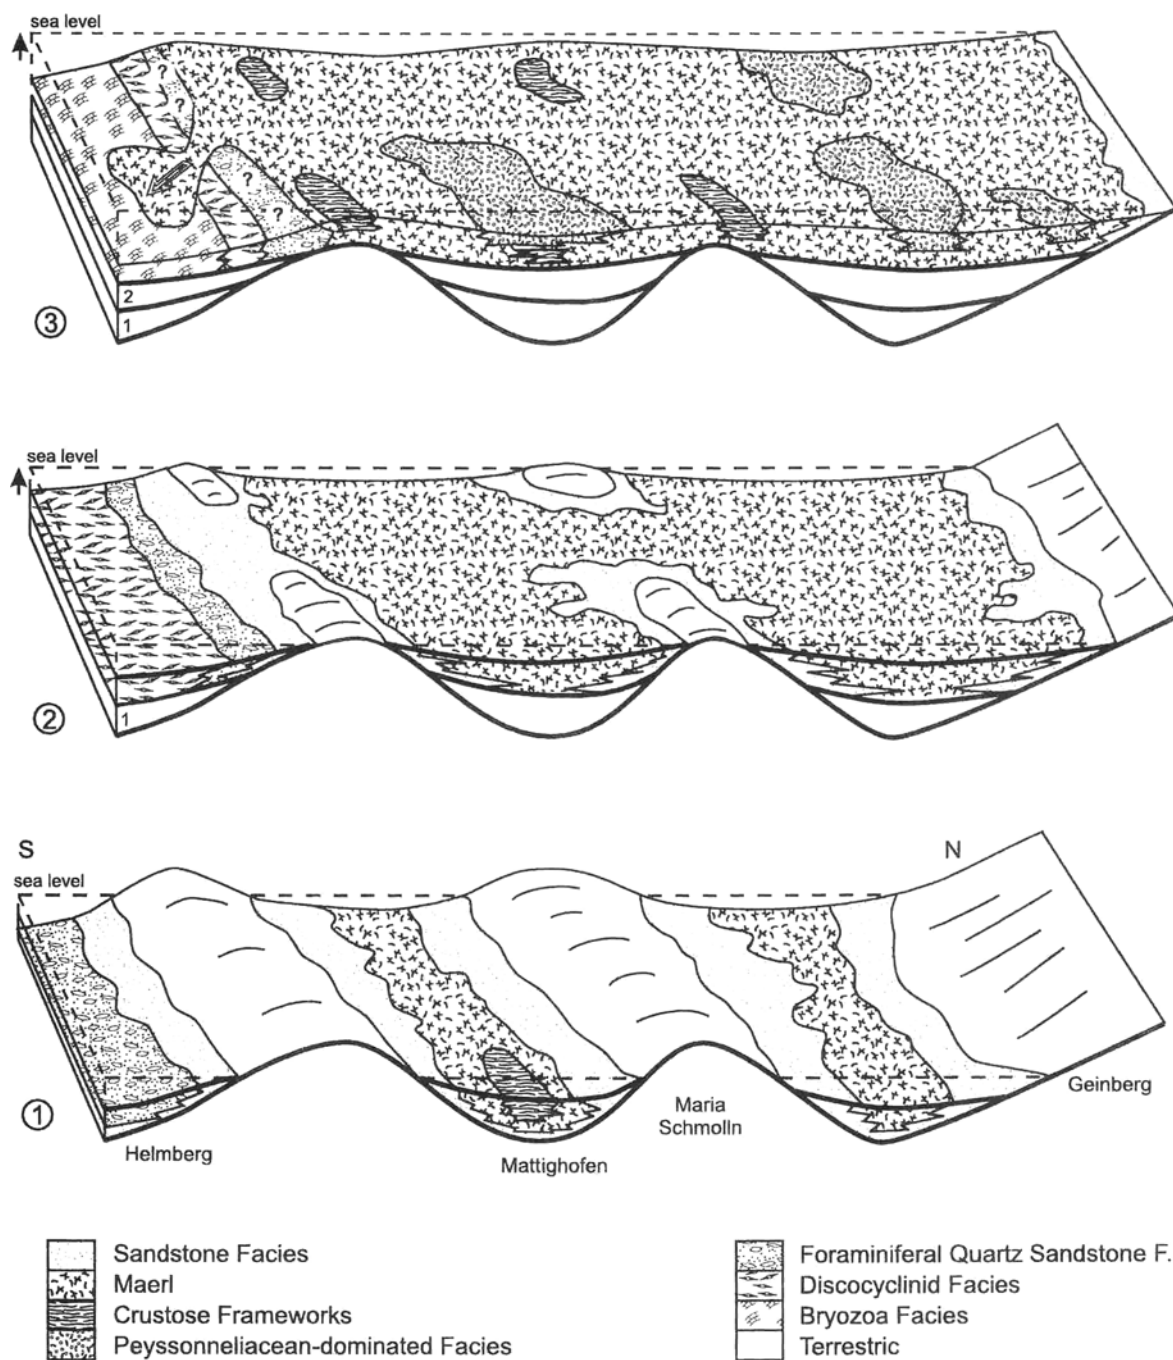 sea level
?
?
?
?
2
1
③
sea level
1
②
S
N
sea level
①
Geinberg
Maria
Schmolln
Helmberg
Mattighofen
Sandstone Facies
Maerl
Crustose Frameworks
Peyssonneliacean-dominated Facies
Foraminiferal Quartz Sandstone F.
Discocyclinid Facies
Bryozoa Facies
Terrestric